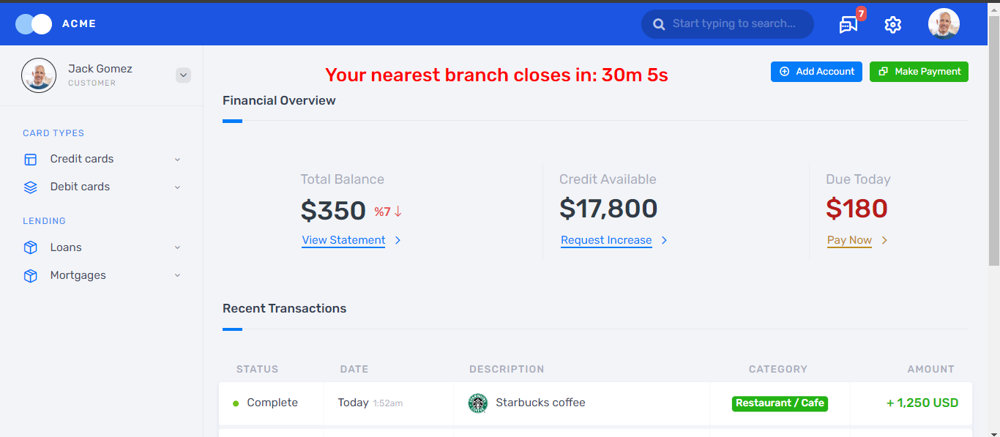 ACME
Start typing to search...
7
Jack Gomez
CUSTOMER
Your nearest branch closes in: 30m 5s
Add Account
Make Payment
Financial Overview
CARD TYPES
Credit cards
Debit cards
LENDING
Loans
Mortgages
Total Balance
$350 %7
View Statement
Credit Available
$17,800
Request Increase
Due Today
$180
Pay Now
Recent Transactions
STATUS DATE DESCRIPTION CATEGORY AMOUNT
Complete Today 1:52am Starbucks coffee Restaurant / Cafe + 1,250 USD